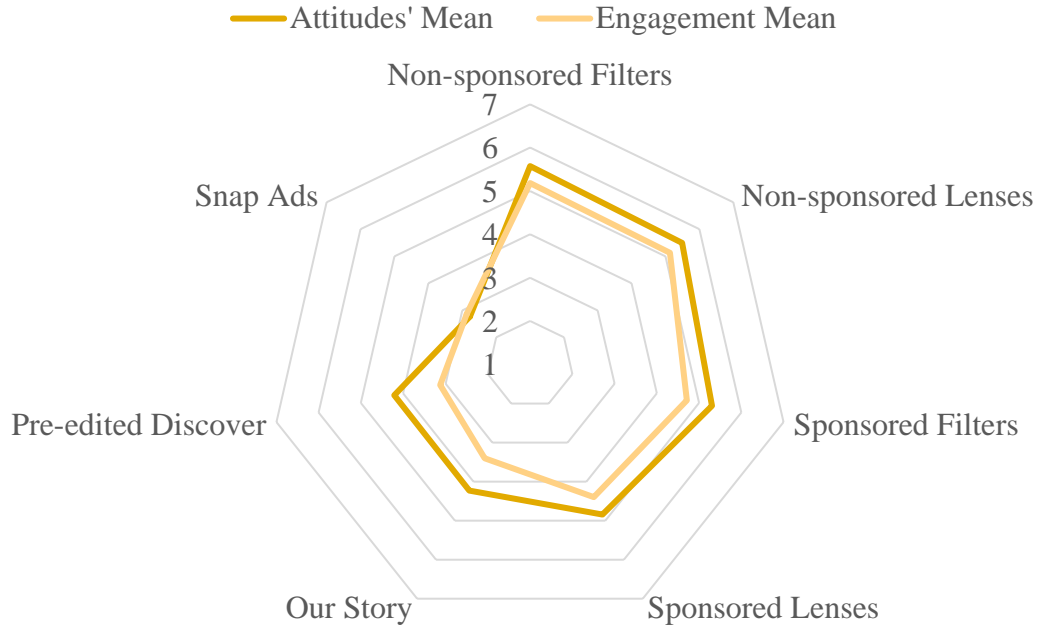 Attitudes' Mean
Engagement Mean
Non-sponsored Filters
7
6
5
4
3
2
1
Snap Ads
Non-sponsored Lenses
Pre-edited Discover
Sponsored Filters
Our Story
Sponsored Lenses